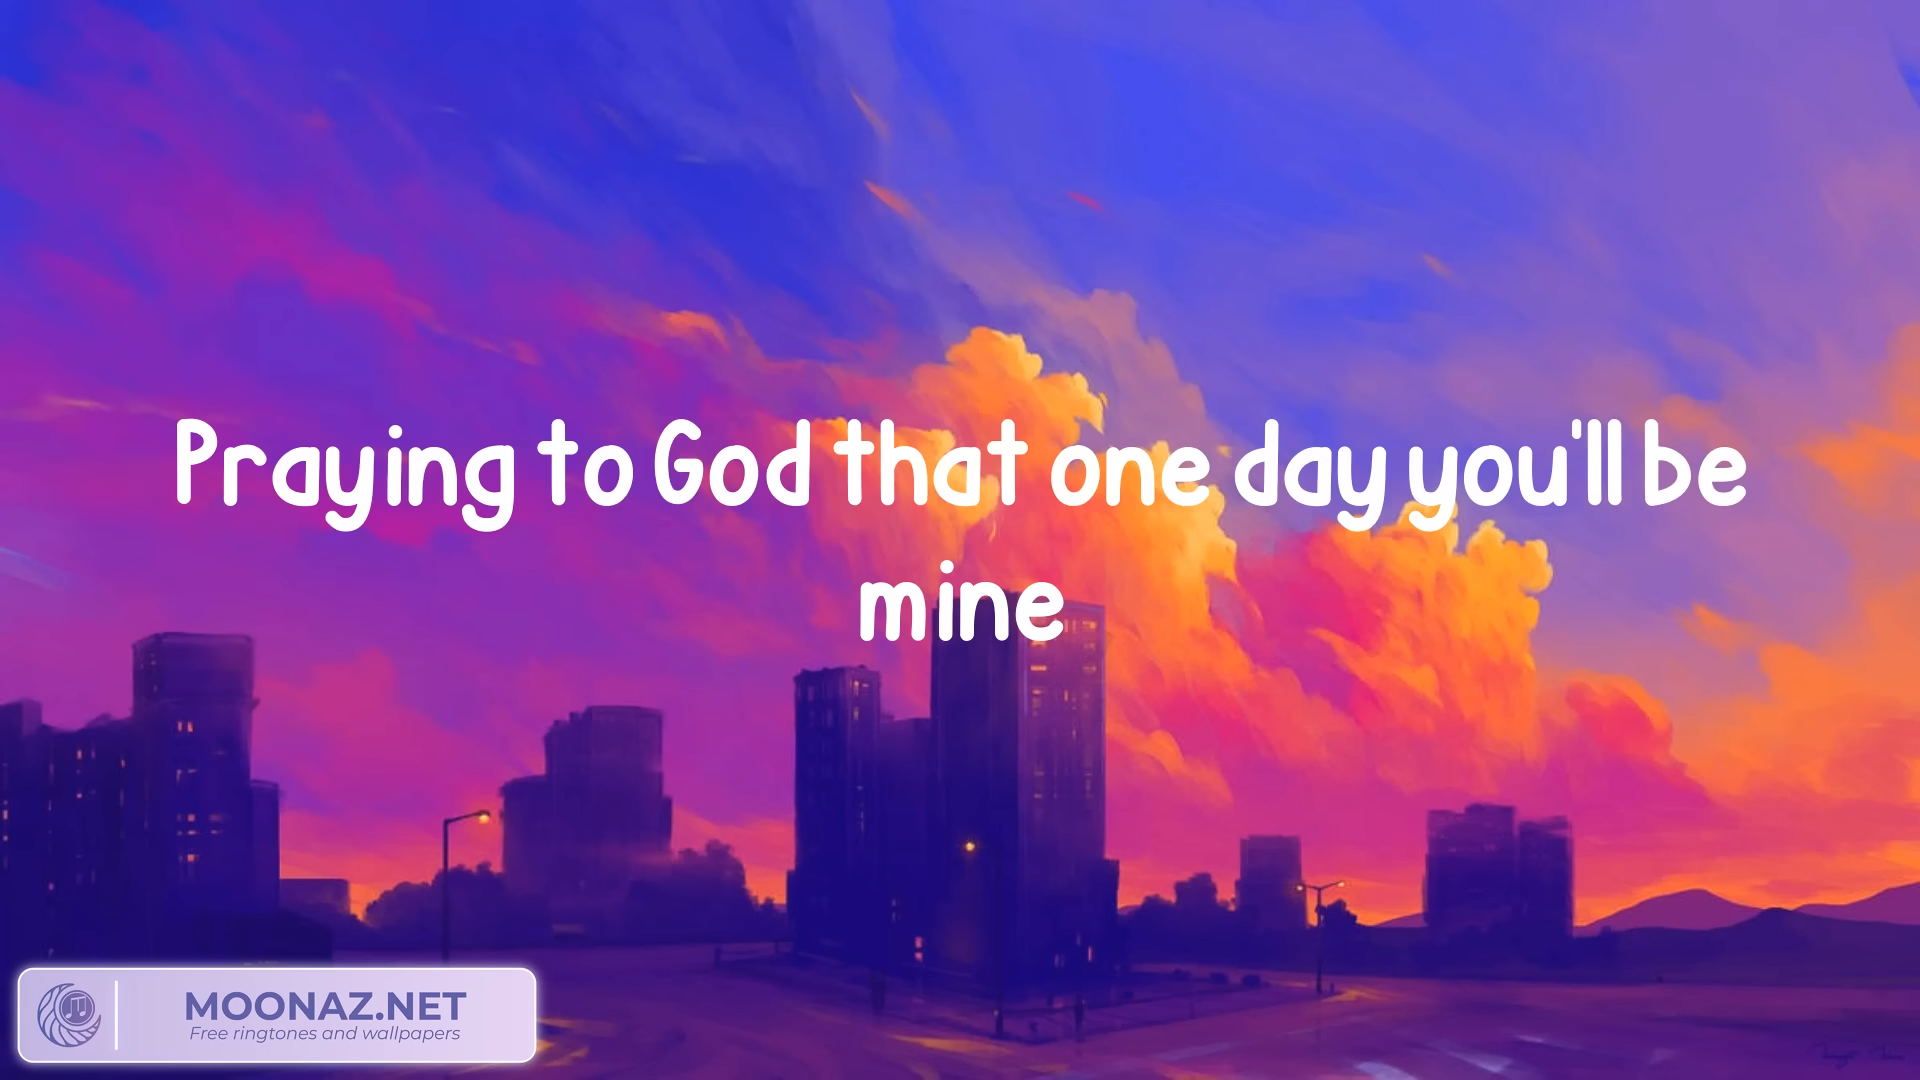 Praying to God that one day you'll be
mine
MOONAZ.NET
Free ringtones and wallpapers